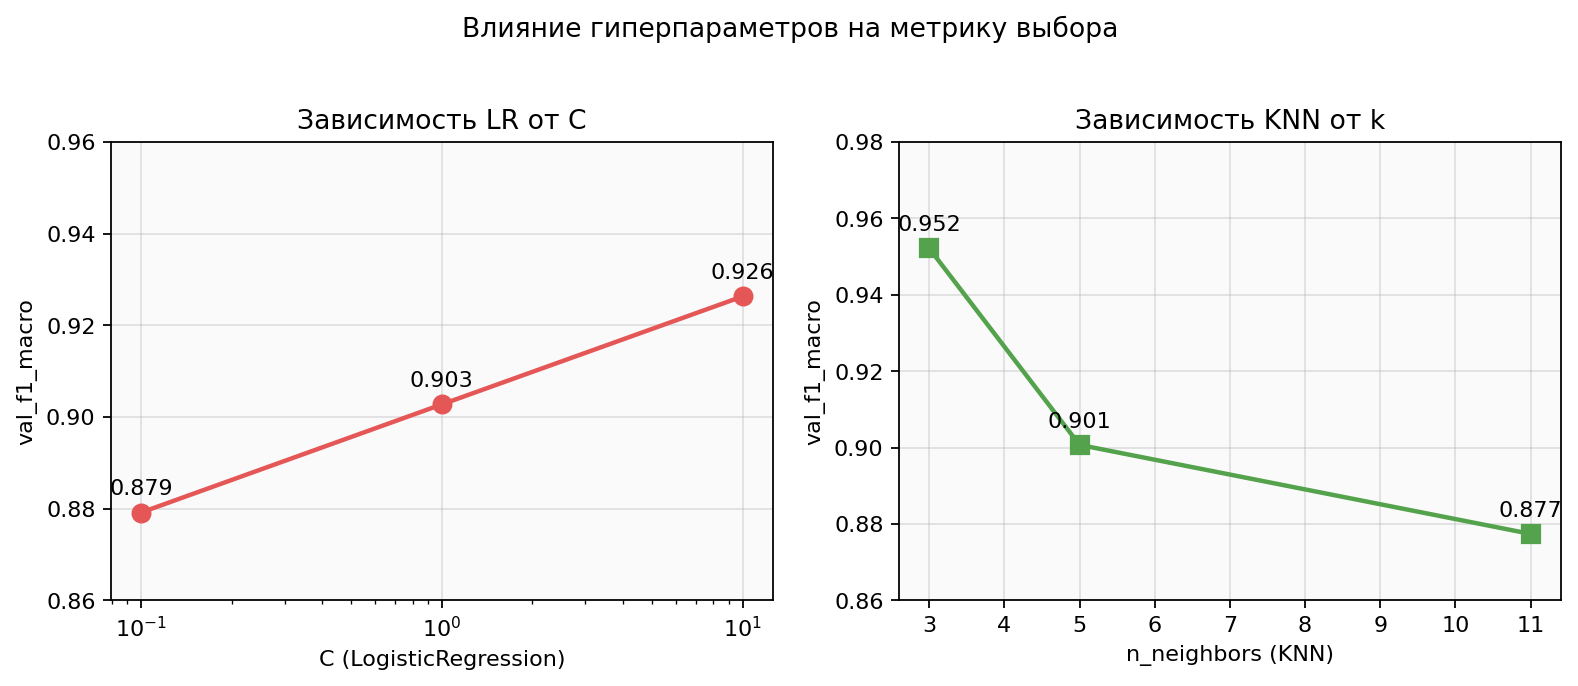 Влияние гиперпараметров на метрику выбора
Зависимость LR от C
0.96
0.94
0.92
0.90
0.88
0.86
val_f1_macro
0.879
0.903
0.926
10⁻¹
10⁰
10¹
C (LogisticRegression)
Зависимость KNN от k
0.98
0.96
0.94
0.92
0.90
0.88
0.86
val_f1_macro
0.952
0.901
0.877
3 4 5 6 7 8 9 10 11
n_neighbors (KNN)